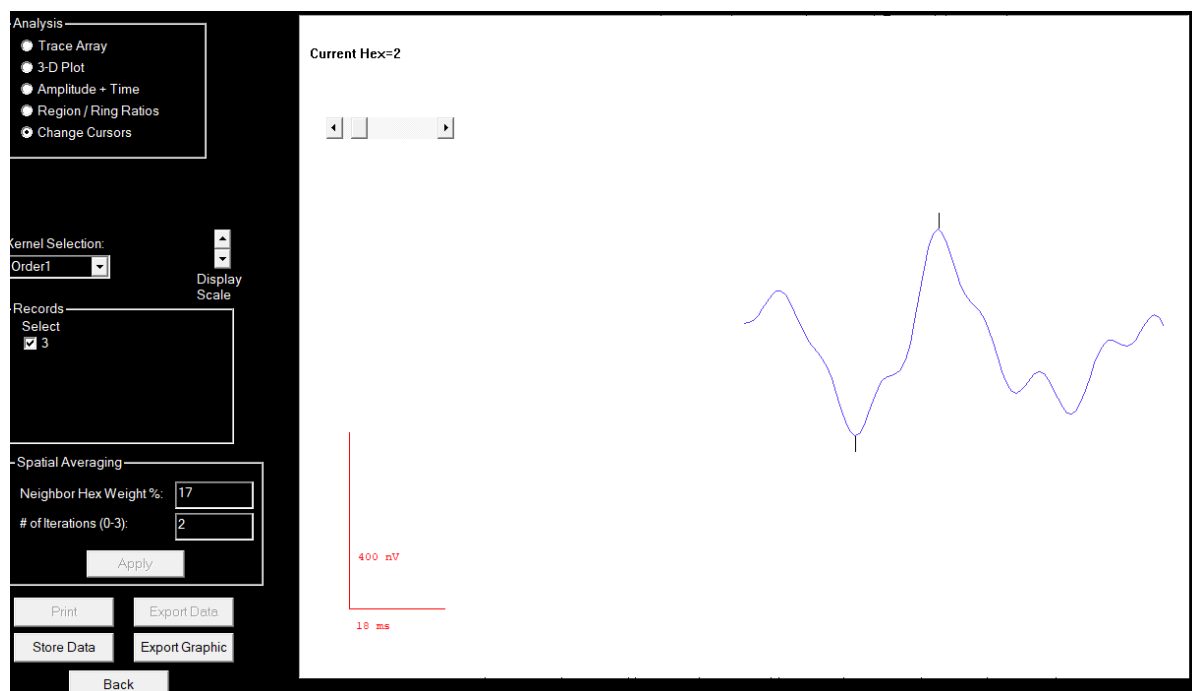 Analysis
Trace Array
3-D Plot
Amplitude + Time
Region / Ring Ratios
Change Cursors
Kernel Selection:
Order1
Display
Scale
Records
Select
3
Spatial Averaging
Neighbor Hex Weight %: 17
# of Iterations (0-3): 2
Apply
Print Export Data
Store Data Export Graphic
Back
Current Hex=2
400 nV
18 ms